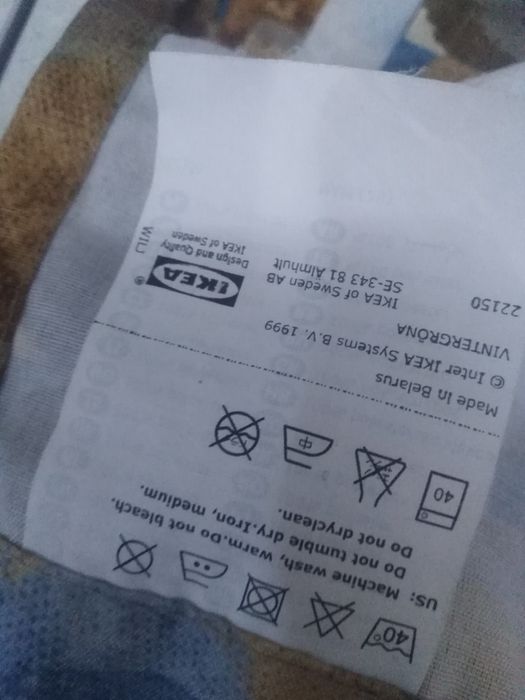 40°
US: Machine wash, warm.Do not bleach.
Do not tumble dry.Iron, medium.
Do not dryclean.
40
中
Made in Belarus
© Inter IKEA Systems B.V. 1999
VINTERGRÖNA
22150
IKEA of Sweden AB
SE-343 81 Älmhult
IKEA ®
Design and Quality
IKEA of Sweden